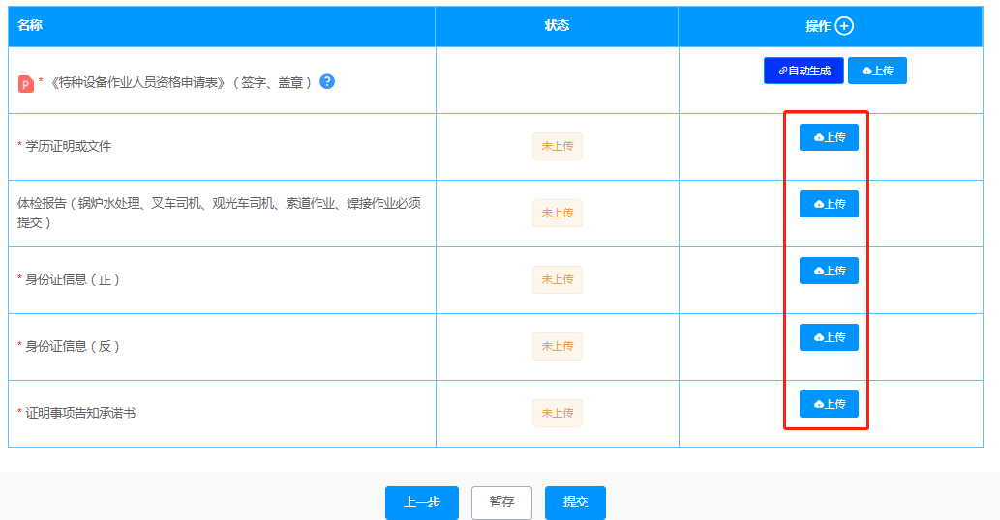 名称 状态 操作
P * 《特种设备作业人员资格申请表》（签字、盖章） ? 自动生成 上传
* 学历证明或文件 未上传 上传
体检报告（锅炉水处理、叉车司机、观光车司机、索道作业、焊接作业必须
提交） 未上传 上传
* 身份证信息（正） 未上传 上传
* 身份证信息（反） 未上传 上传
* 证明事项告知承诺书 未上传 上传
上一步 暂存 提交